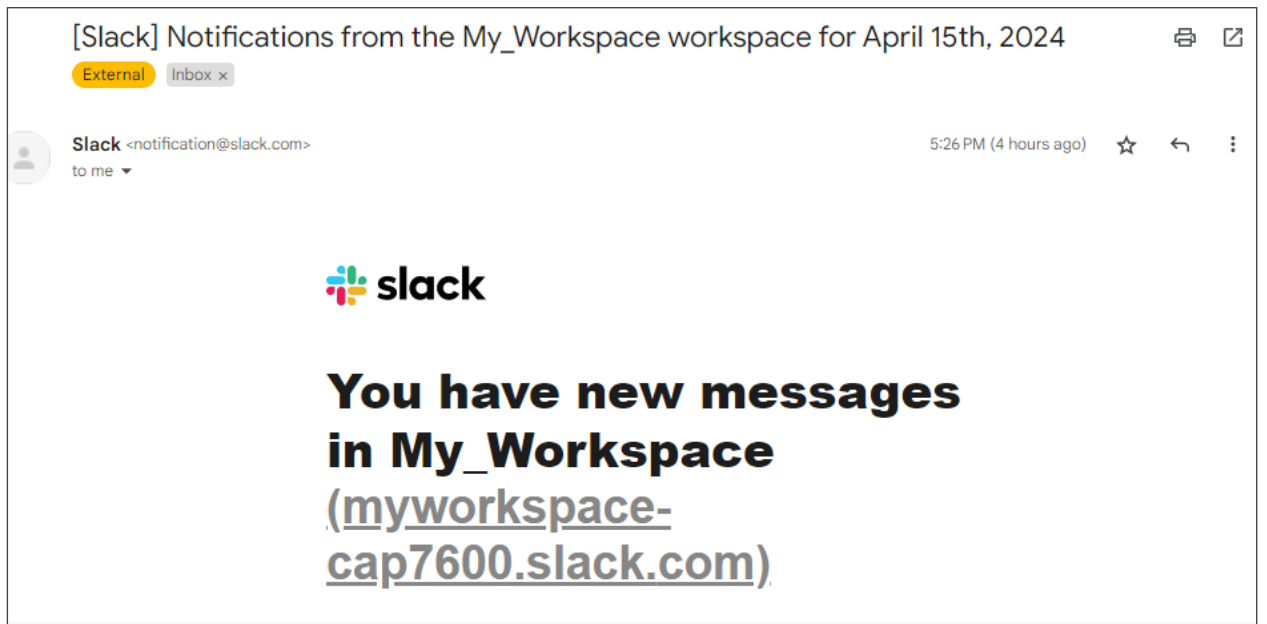 [Slack] Notifications from the My_Workspace workspace for April 15th, 2024
External Inbox ×
Slack <notification@slack.com> 5:26 PM (4 hours ago)
to me
slack
You have new messages
in My_Workspace
(myworkspace-
cap7600.slack.com)